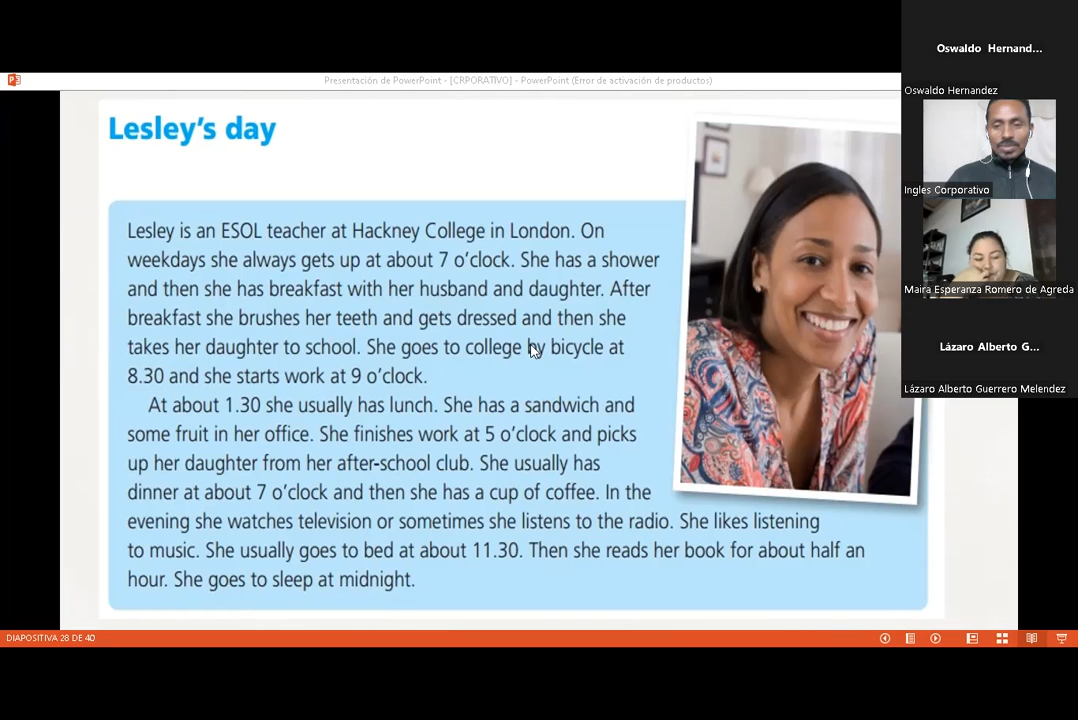 Presentación de PowerPoint - [CRPORATIVO] - PowerPoint (Error de activación de productos)
Lesley's day
Lesley is an ESOL teacher at Hackney College in London. On
weekdays she always gets up at about 7 o'clock. She has a shower
and then she has breakfast with her husband and daughter. After
breakfast she brushes her teeth and gets dressed and then she
takes her daughter to school. She goes to college by bicycle at
8.30 and she starts work at 9 o'clock.
At about 1.30 she usually has lunch. She has a sandwich and
some fruit in her office. She finishes work at 5 o'clock and picks
up her daughter from her after-school club. She usually has
dinner at about 7 o'clock and then she has a cup of coffee. In the
evening she watches television or sometimes she listens to the radio. She likes listening
to music. She usually goes to bed at about 11.30. Then she reads her book for about half an
hour. She goes to sleep at midnight.
DIAPOSITIVA 28 DE 40
Oswaldo Hernand...
Oswaldo Hernandez
Ingles Corporativo
Maira Esperanza Romero de Agreda
Lázaro Alberto G...
Lázaro Alberto Guerrero Melendez